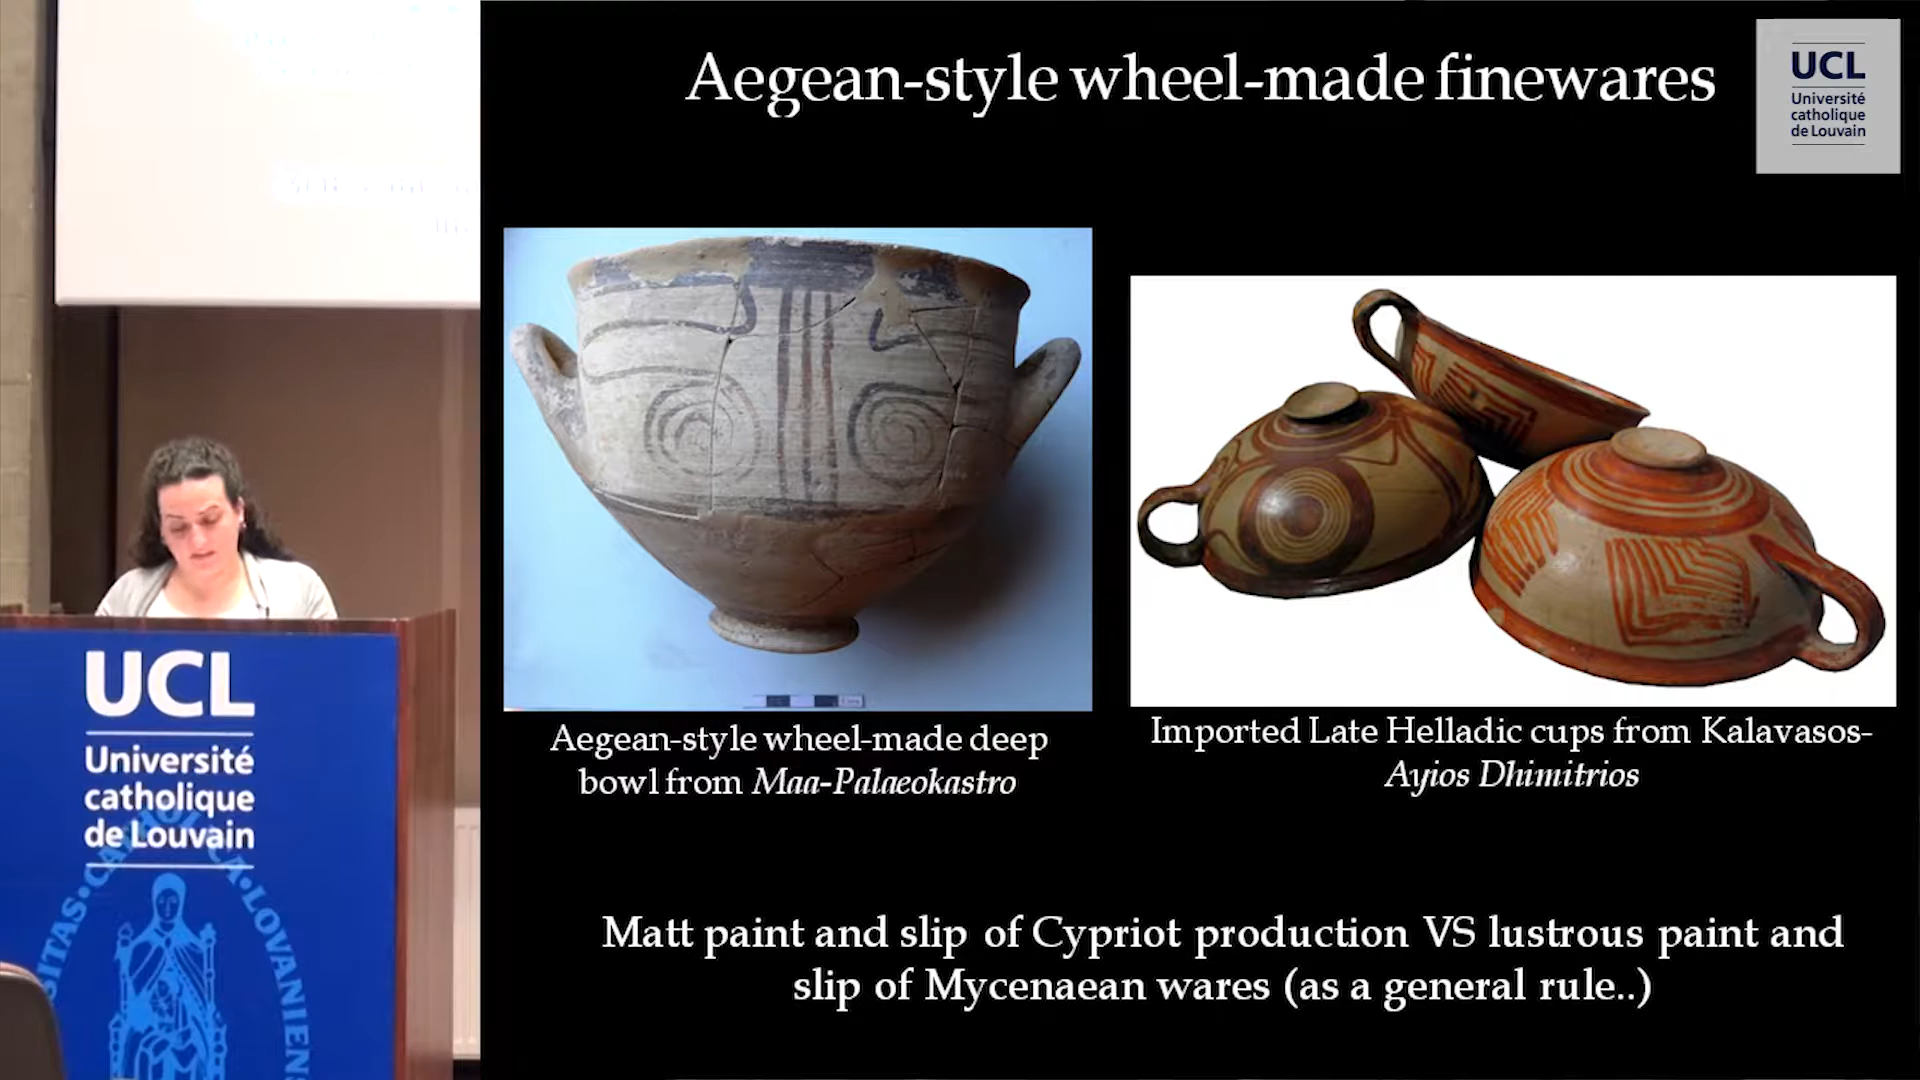 Aegean-style wheel-made finewares
UCL
Université
catholique
de Louvain
Aegean-style wheel-made deep
bowl from Maa-Palaeokastro
Imported Late Helladic cups from Kalavasos-
Ayios Dhimitrios
Matt paint and slip of Cypriot production VS lustrous paint and
slip of Mycenaean wares (as a general rule..)
UCL
Université
catholique
de Louvain